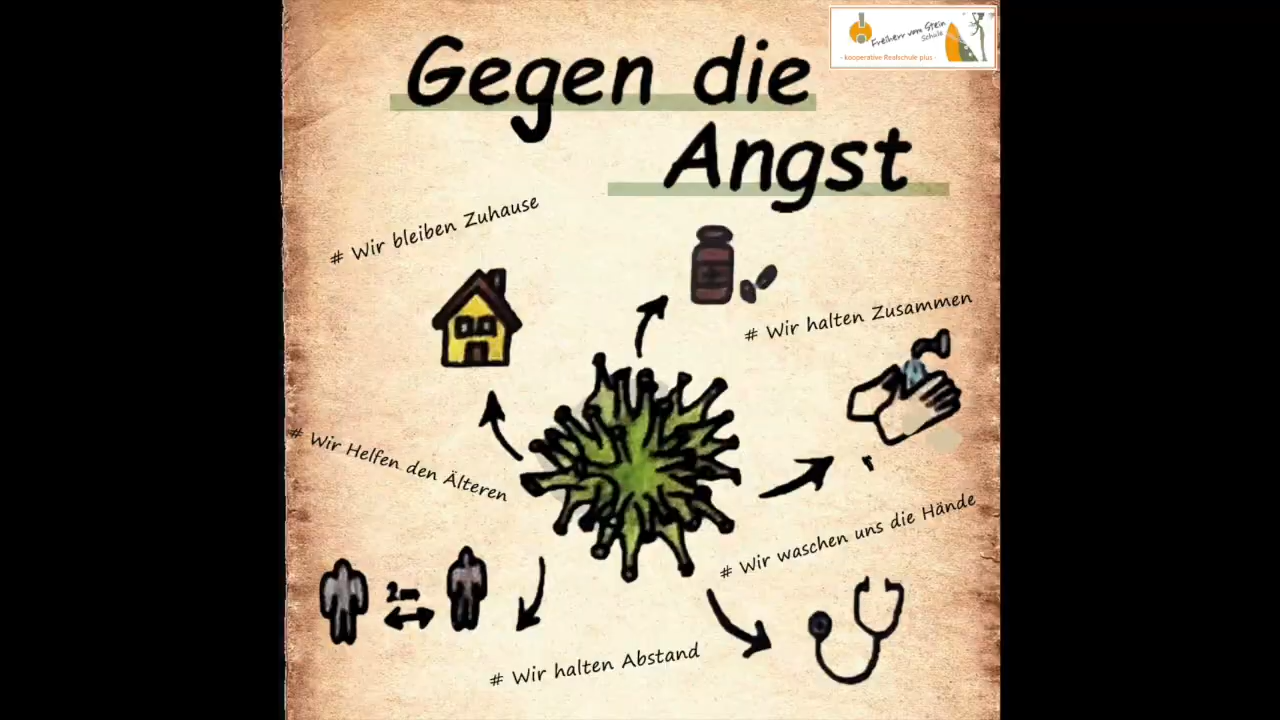 Freiherr vom Stein
Schule
- kooperative Realschule plus -
Gegen die
Angst
# Wir bleiben Zuhause
# Wir halten Zusammen
# Wir Helfen den Älteren
# Wir waschen uns die Hände
2m
# Wir halten Abstand